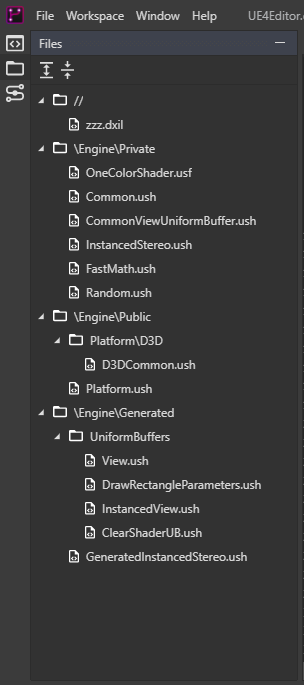 File Workspace Window Help UE4Editor.e
Files
//
zzz.dxil
\Engine\Private
OneColorShader.usf
Common.ush
CommonViewUniformBuffer.ush
InstancedStereo.ush
FastMath.ush
Random.ush
\Engine\Public
Platform\D3D
D3DCommon.ush
Platform.ush
\Engine\Generated
UniformBuffers
View.ush
DrawRectangleParameters.ush
InstancedView.ush
ClearShaderUB.ush
GeneratedInstancedStereo.ush